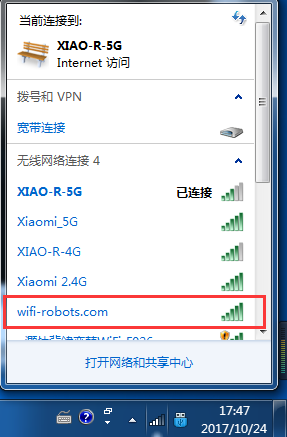 当前连接到:
XIAO-R-5G
Internet 访问
拨号和 VPN
宽带连接
无线网络连接 4
XIAO-R-5G 已连接
Xiaomi_5G
XIAO-R-4G
Xiaomi 2.4G
wifi-robots.com
打开网络和共享中心
17:47
2017/10/24